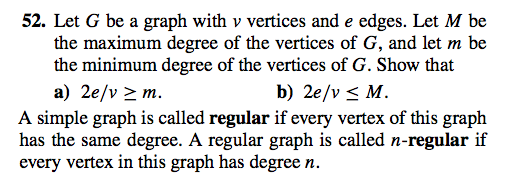 52. Let G be a graph with v vertices and e edges. Let M be
the maximum degree of the vertices of G, and let m be
the minimum degree of the vertices of G. Show that
a) 2e/v ≥ m. b) 2e/v ≤ M.
A simple graph is called regular if every vertex of this graph
has the same degree. A regular graph is called n-regular if
every vertex in this graph has degree n.